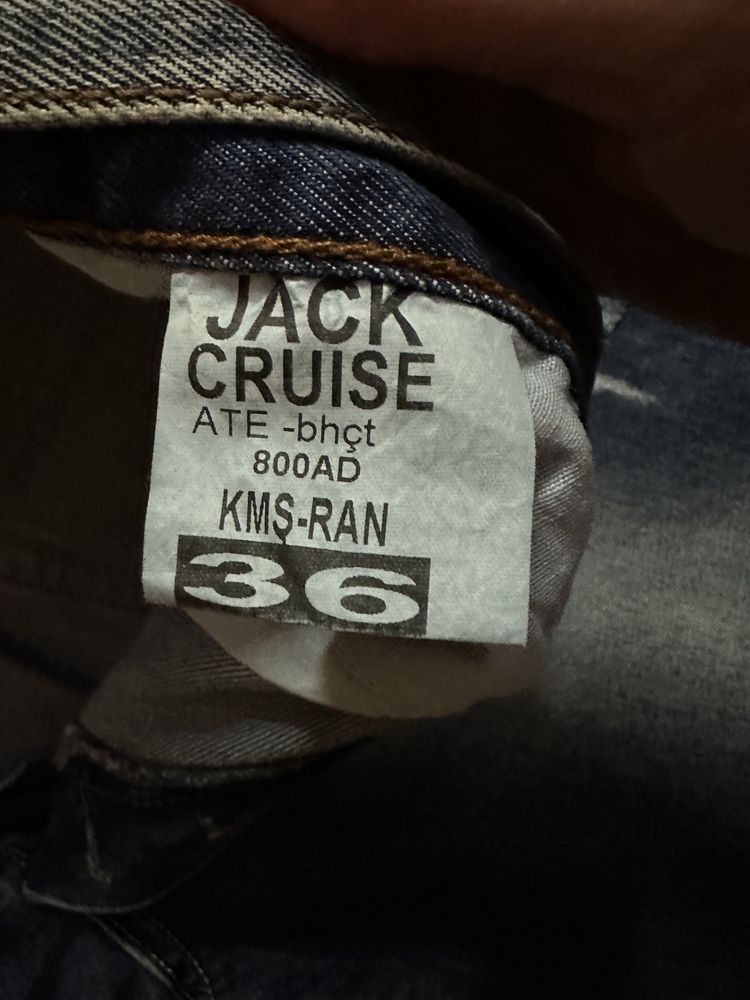 JACK
CRUISE
ATE -bhçt
800AD
KMŞ-RAN
36